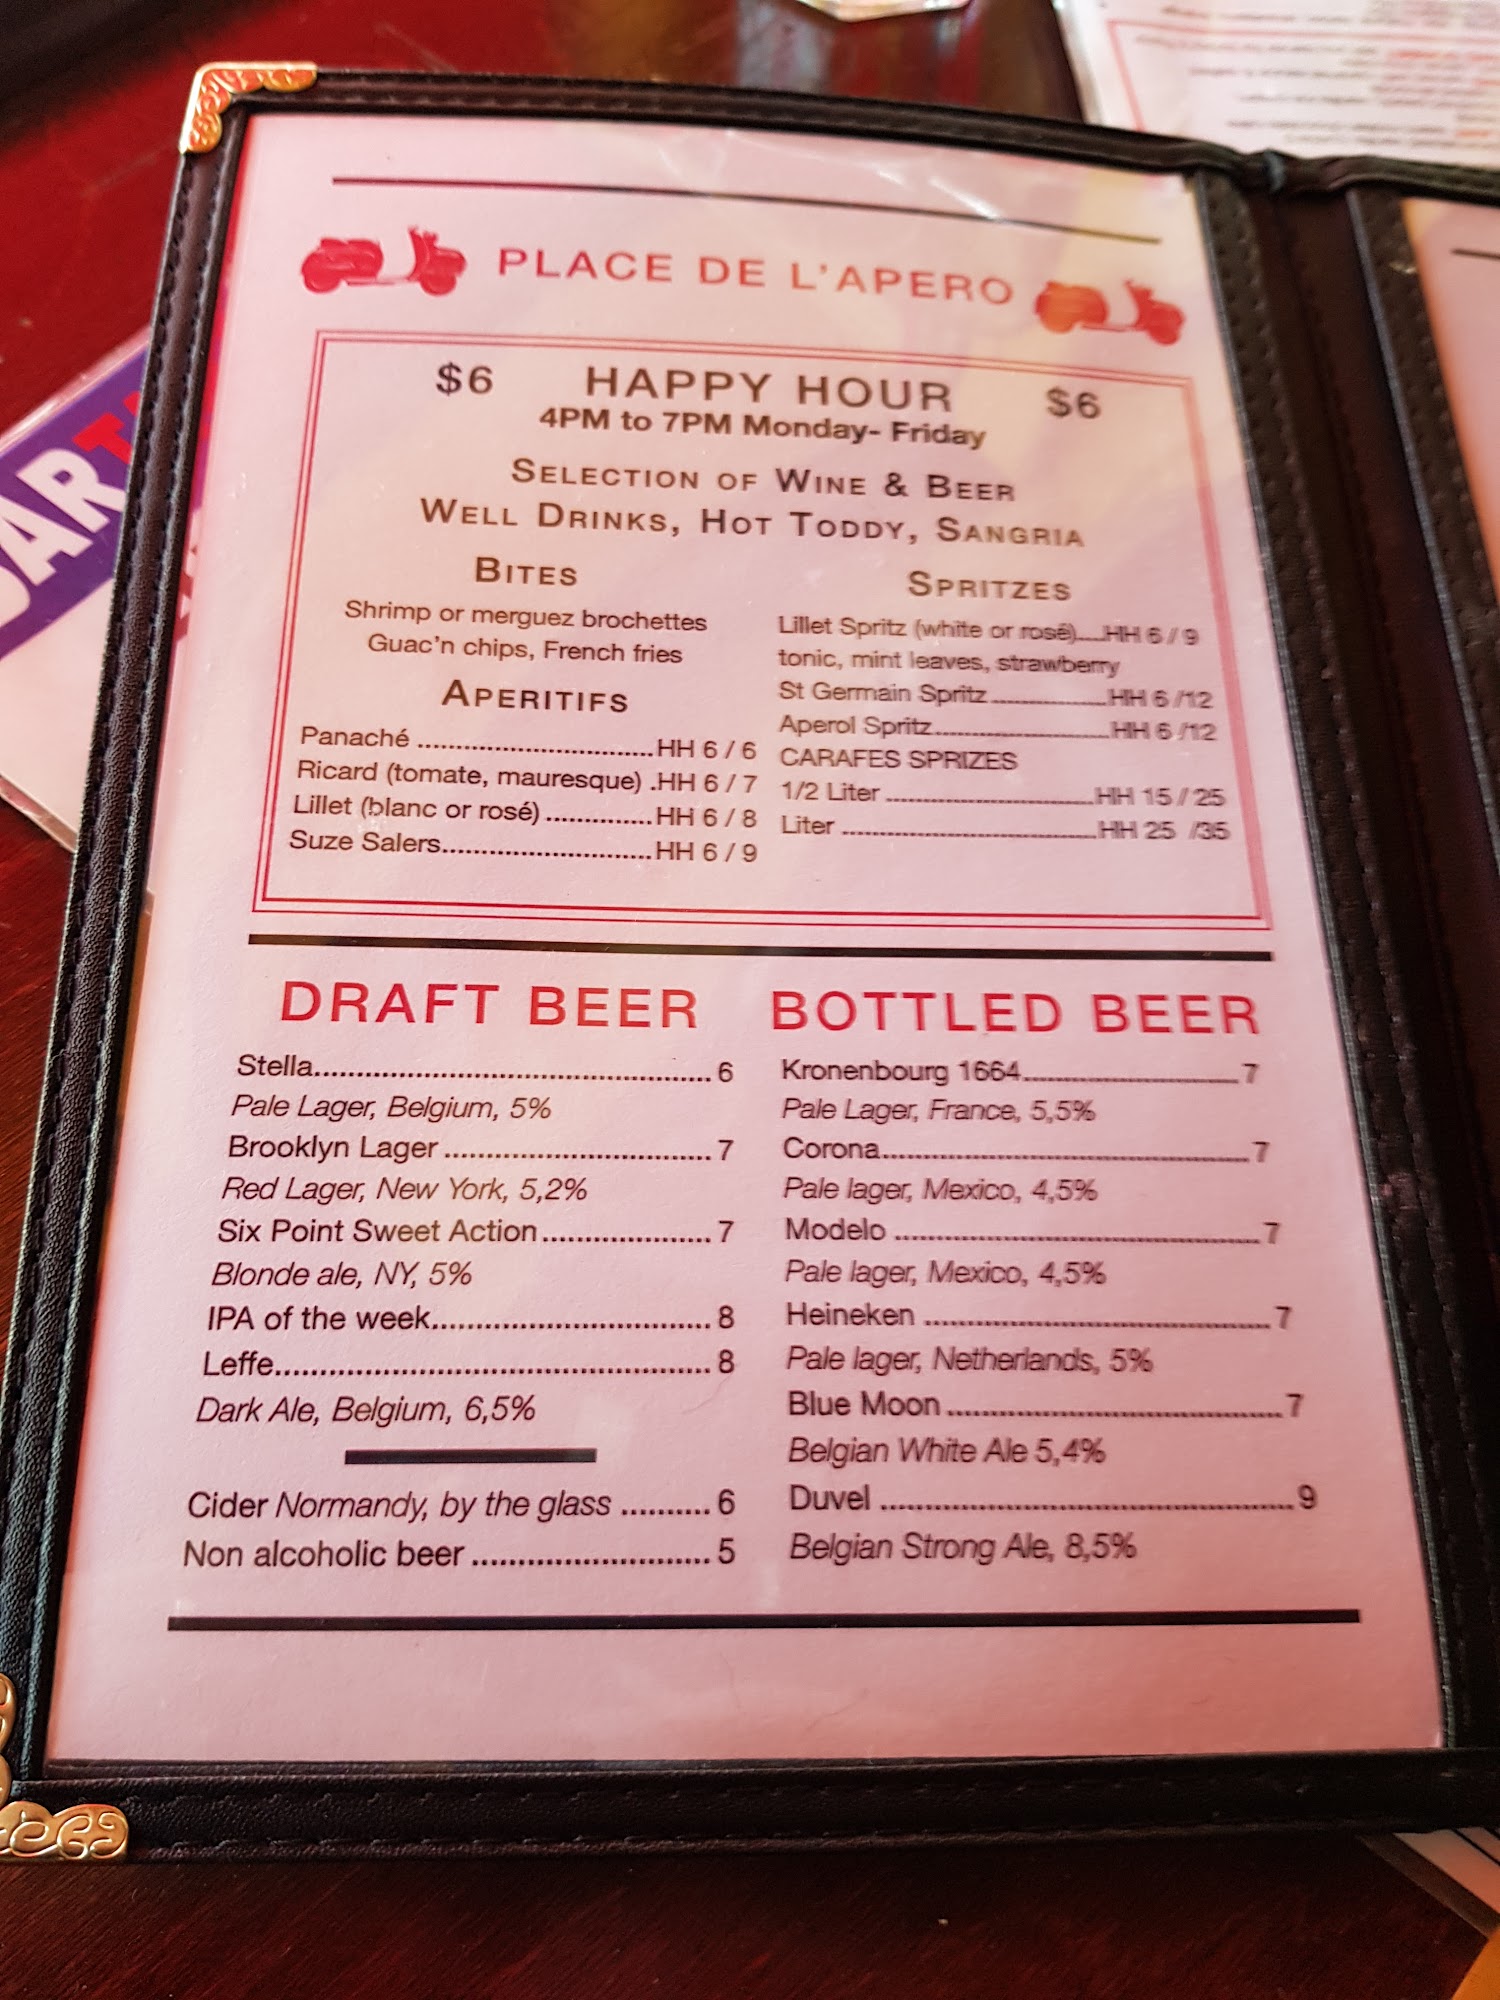 PLACE DE L'APERO
$6 HAPPY HOUR $6
4PM to 7PM Monday- Friday
SELECTION OF WINE & BEER
WELL DRINKS, HOT TODDY, SANGRIA
BITES
Shrimp or merguez brochettes
Guac'n chips, French fries
APERITIFS
Panaché ...............................HH 6 / 6
Ricard (tomate, mauresque) .HH 6 / 7
Lillet (blanc or rosé)..............HH 6 / 8
Suze Salers............................HH 6 / 9
SPRITZES
Lillet Spritz (white or rosé)....HH 6 / 9
tonic, mint leaves, strawberry
St Germain Spritz...................HH 6 /12
Aperol Spritz.............................HH 6 /12
CARAFES SPRIZES
1/2 Liter ..................................HH 15 / 25
Liter ..........................................HH 25 /35
DRAFT BEER
Stella............................................... 6
Pale Lager, Belgium, 5%
Brooklyn Lager ................................ 7
Red Lager, New York, 5,2%
Six Point Sweet Action.................... 7
Blonde ale, NY, 5%
IPA of the week................................. 8
Leffe.................................................... 8
Dark Ale, Belgium, 6,5%
Cider Normandy, by the glass .......... 6
Non alcoholic beer ........................... 5
BOTTLED BEER
Kronenbourg 1664...............................7
Pale Lager, France, 5,5%
Corona....................................................7
Pale lager, Mexico, 4,5%
Modelo ...................................................7
Pale lager, Mexico, 4,5%
Heineken ................................................7
Pale lager, Netherlands, 5%
Blue Moon ..............................................7
Belgian White Ale 5,4%
Duvel ......................................................9
Belgian Strong Ale, 8,5%